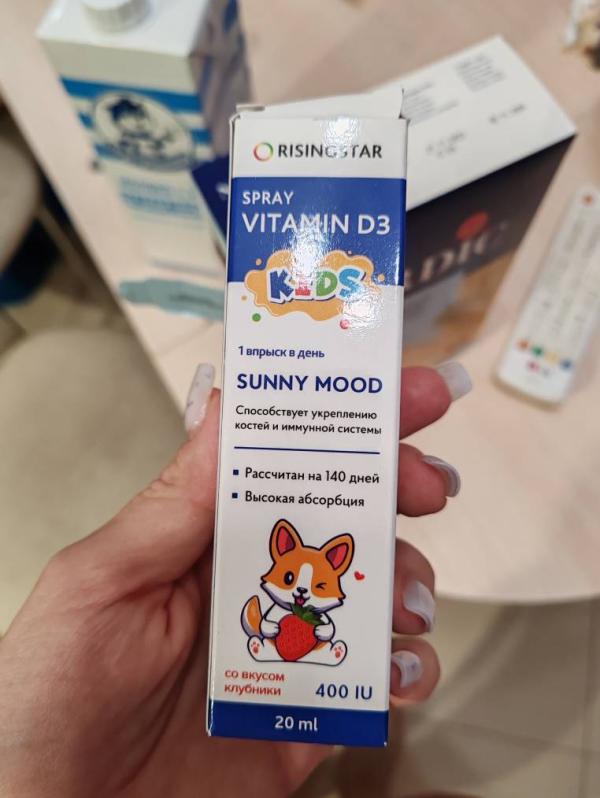 RISINGSTAR
SPRAY
VITAMIN D3
KIDS
1 впрыск в день
SUNNY MOOD
Способствует укреплению
костей и иммунной системы
Рассчитан на 140 дней
Высокая абсорбция
со вкусом
клубники
400 IU
20 ml